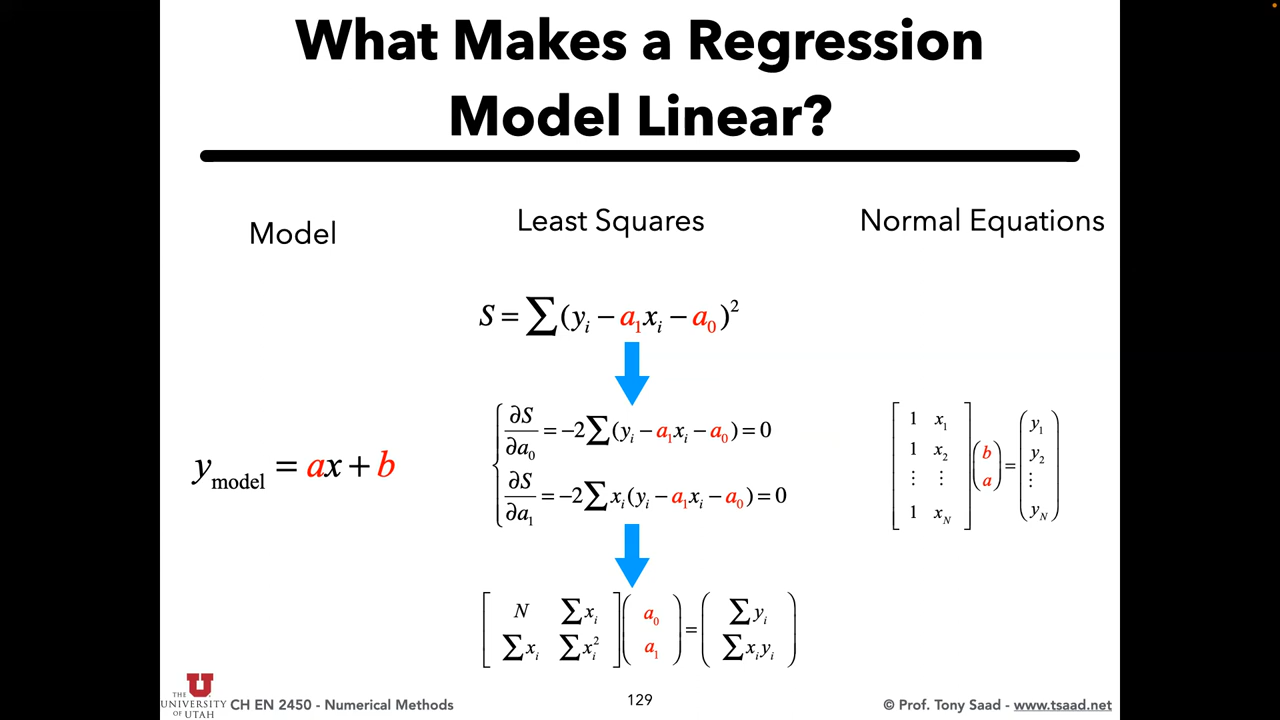 What Makes a Regression
Model Linear?
Model
Least Squares
Normal Equations
S = ∑(yᵢ − a₁xᵢ − a₀)²
∂S/∂a₀ = −2∑(yᵢ − a₁xᵢ − a₀) = 0
∂S/∂a₁ = −2∑xᵢ(yᵢ − a₁xᵢ − a₀) = 0
y_model = ax + b
[1 x₁; 1 x₂; ⋮ ⋮; 1 x_N] (b; a) = (y₁; y₂; ⋮; y_N)
[N ∑xᵢ; ∑xᵢ ∑xᵢ²] (a₀; a₁) = (∑yᵢ; ∑xᵢyᵢ)
THE
UNIVERSITY
OF UTAH
CH EN 2450 - Numerical Methods
129
© Prof. Tony Saad - www.tsaad.net